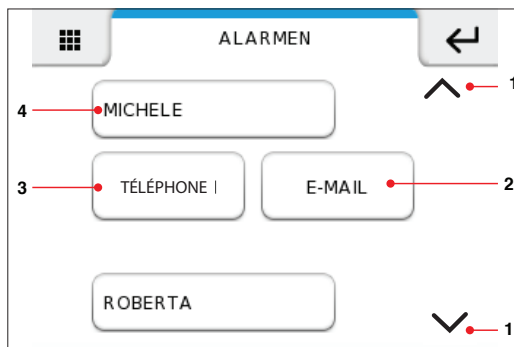 ALARMEN
1
4 MICHELE
3 TÉLÉPHONE | E-MAIL 2
ROBERTA
1